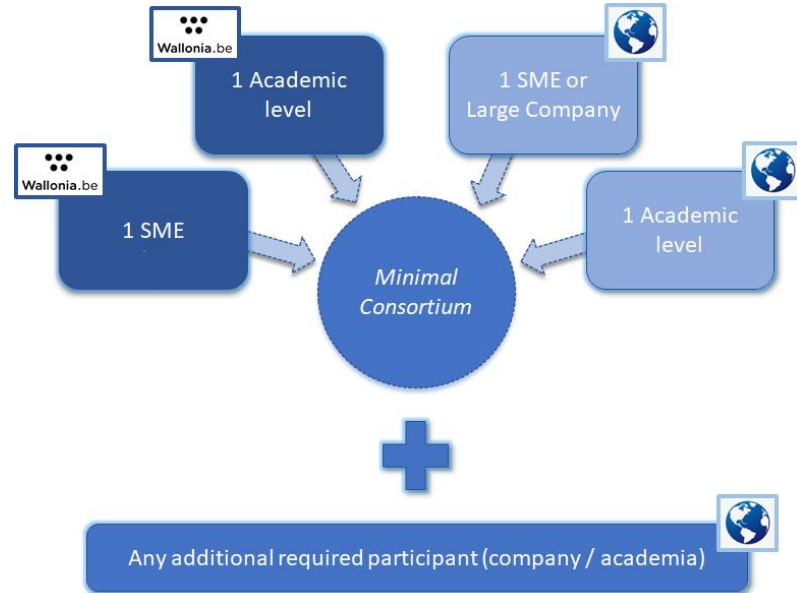 Wallonia.be
1 Academic
level
1 SME or
Large Company
Wallonia.be
1 SME
1 Academic
level
Minimal
Consortium
Any additional required participant (company / academia)